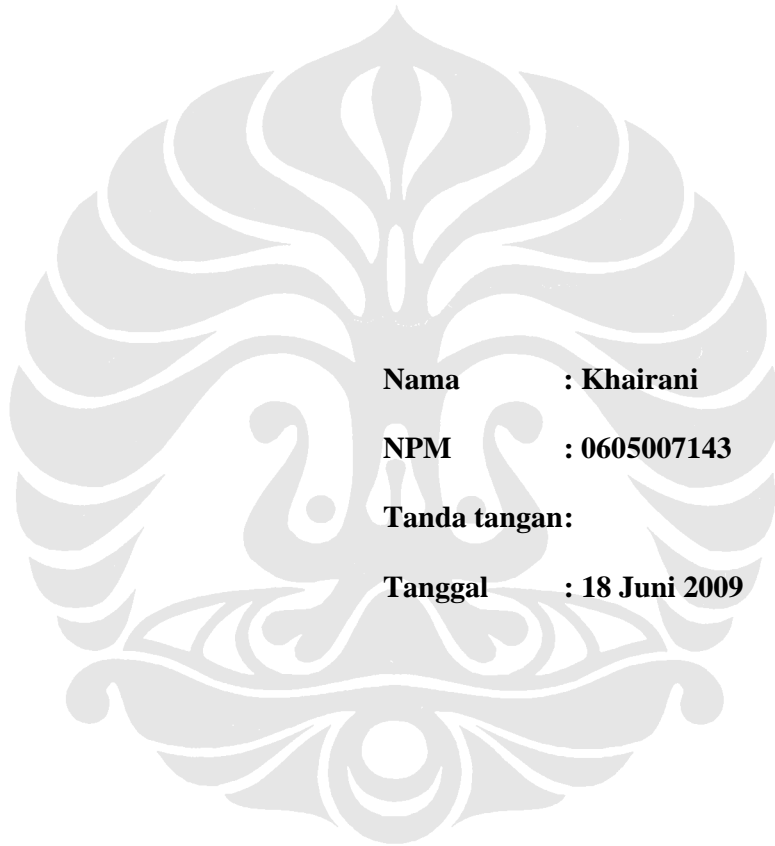 Nama : Khairani
NPM : 0605007143
Tanda tangan:
Tanggal : 18 Juni 2009